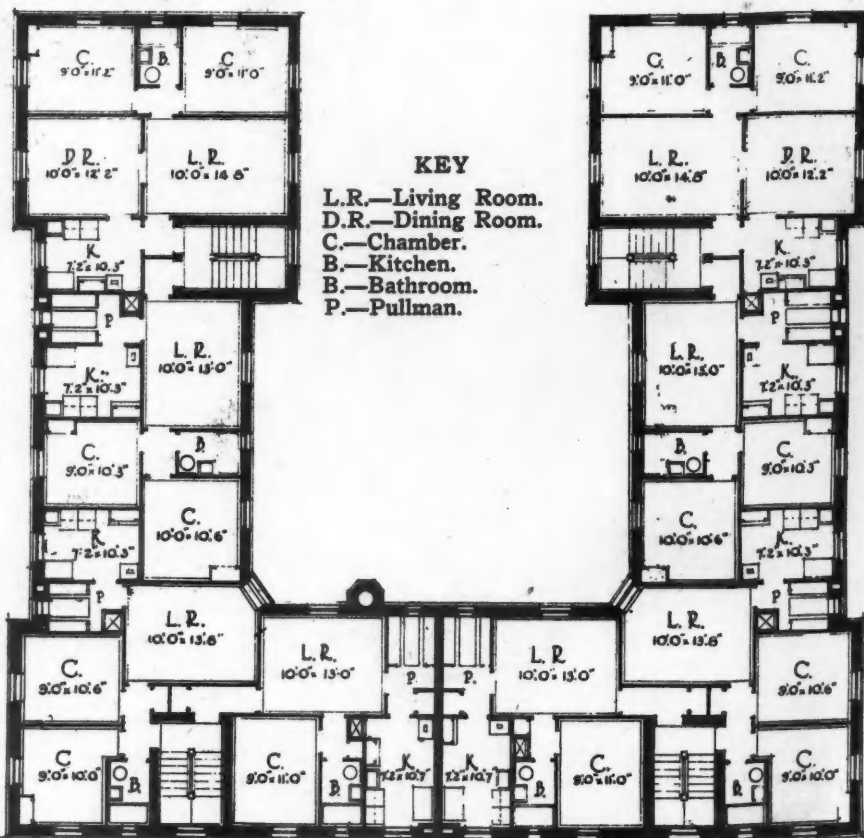 C.
9'0"x11'2"
B.
C
9'0"x11'0"
C.
9'0"x11'0"
B.
C.
9'0"x11'2"
D.R.
10'0"x12'2"
L.R.
10'0"x14'8"
L.R.
10'0"x14'8"
D.R.
10'0"x12'2"
KEY
L.R.—Living Room.
D.R.—Dining Room.
C.—Chamber.
B.—Kitchen.
B.—Bathroom.
P.—Pullman.
K.
7'2"x10'3"
K.
7'2"x10'3"
P
P
L.R.
10'0"x13'0"
L.R.
10'0"x13'0"
K.
7'2"x10'3"
K.
7'2"x10'3"
C.
9'0"x10'3"
B.
B.
C.
9'0"x10'3"
C.
10'0"x10'6"
C.
10'0"x10'6"
K.
7'2"x10'3"
K.
7'2"x10'3"
P
P
L.R.
10'0"x13'8"
L.R.
10'0"x13'8"
C.
9'0"x10'6"
L.R.
10'0"x13'0"
P.
P.
L.R
10'0"x13'0"
C.
9'0"x10'6"
C
9'0"x10'0"
B.
C.
9'0"x11'0"
B.
K.
7'2"x10'7"
K.
7'2"x10'7
B.
C.
9'0"x11'0"
B.
C.
9'0"x10'0"